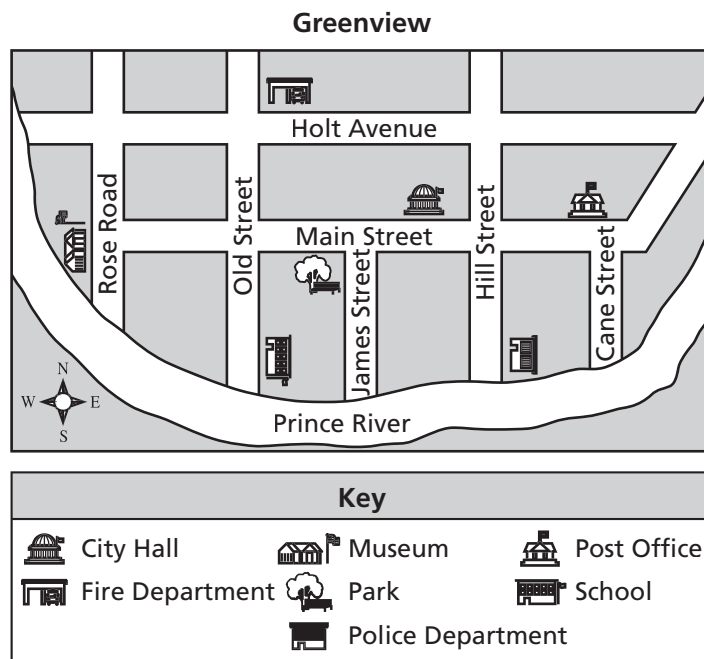 Greenview
Holt Avenue
Rose Road
Old Street
Main Street
James Street
Hill Street
Cane Street
N
W E
S
Prince River
Key
City Hall
Museum
Post Office
Fire Department
Park
School
Police Department